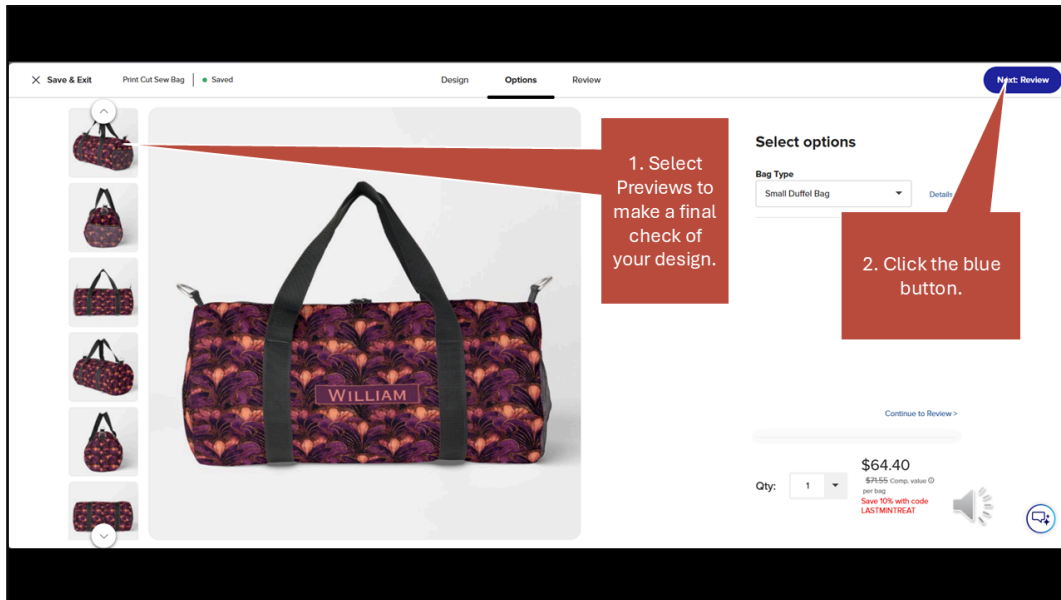 Save & Exit
Print Cut Sew Bag
Saved
Design
Options
Review
Next: Review
1. Select
Previews to
make a final
check of
your design.
Select options
Bag Type
Small Duffel Bag
Details
2. Click the blue
button.
WILLIAM
Continue to Review >
Qty:
1
$64.40
$71.55 Comp. value
per bag
Save 10% with code
LASTMINTREAT